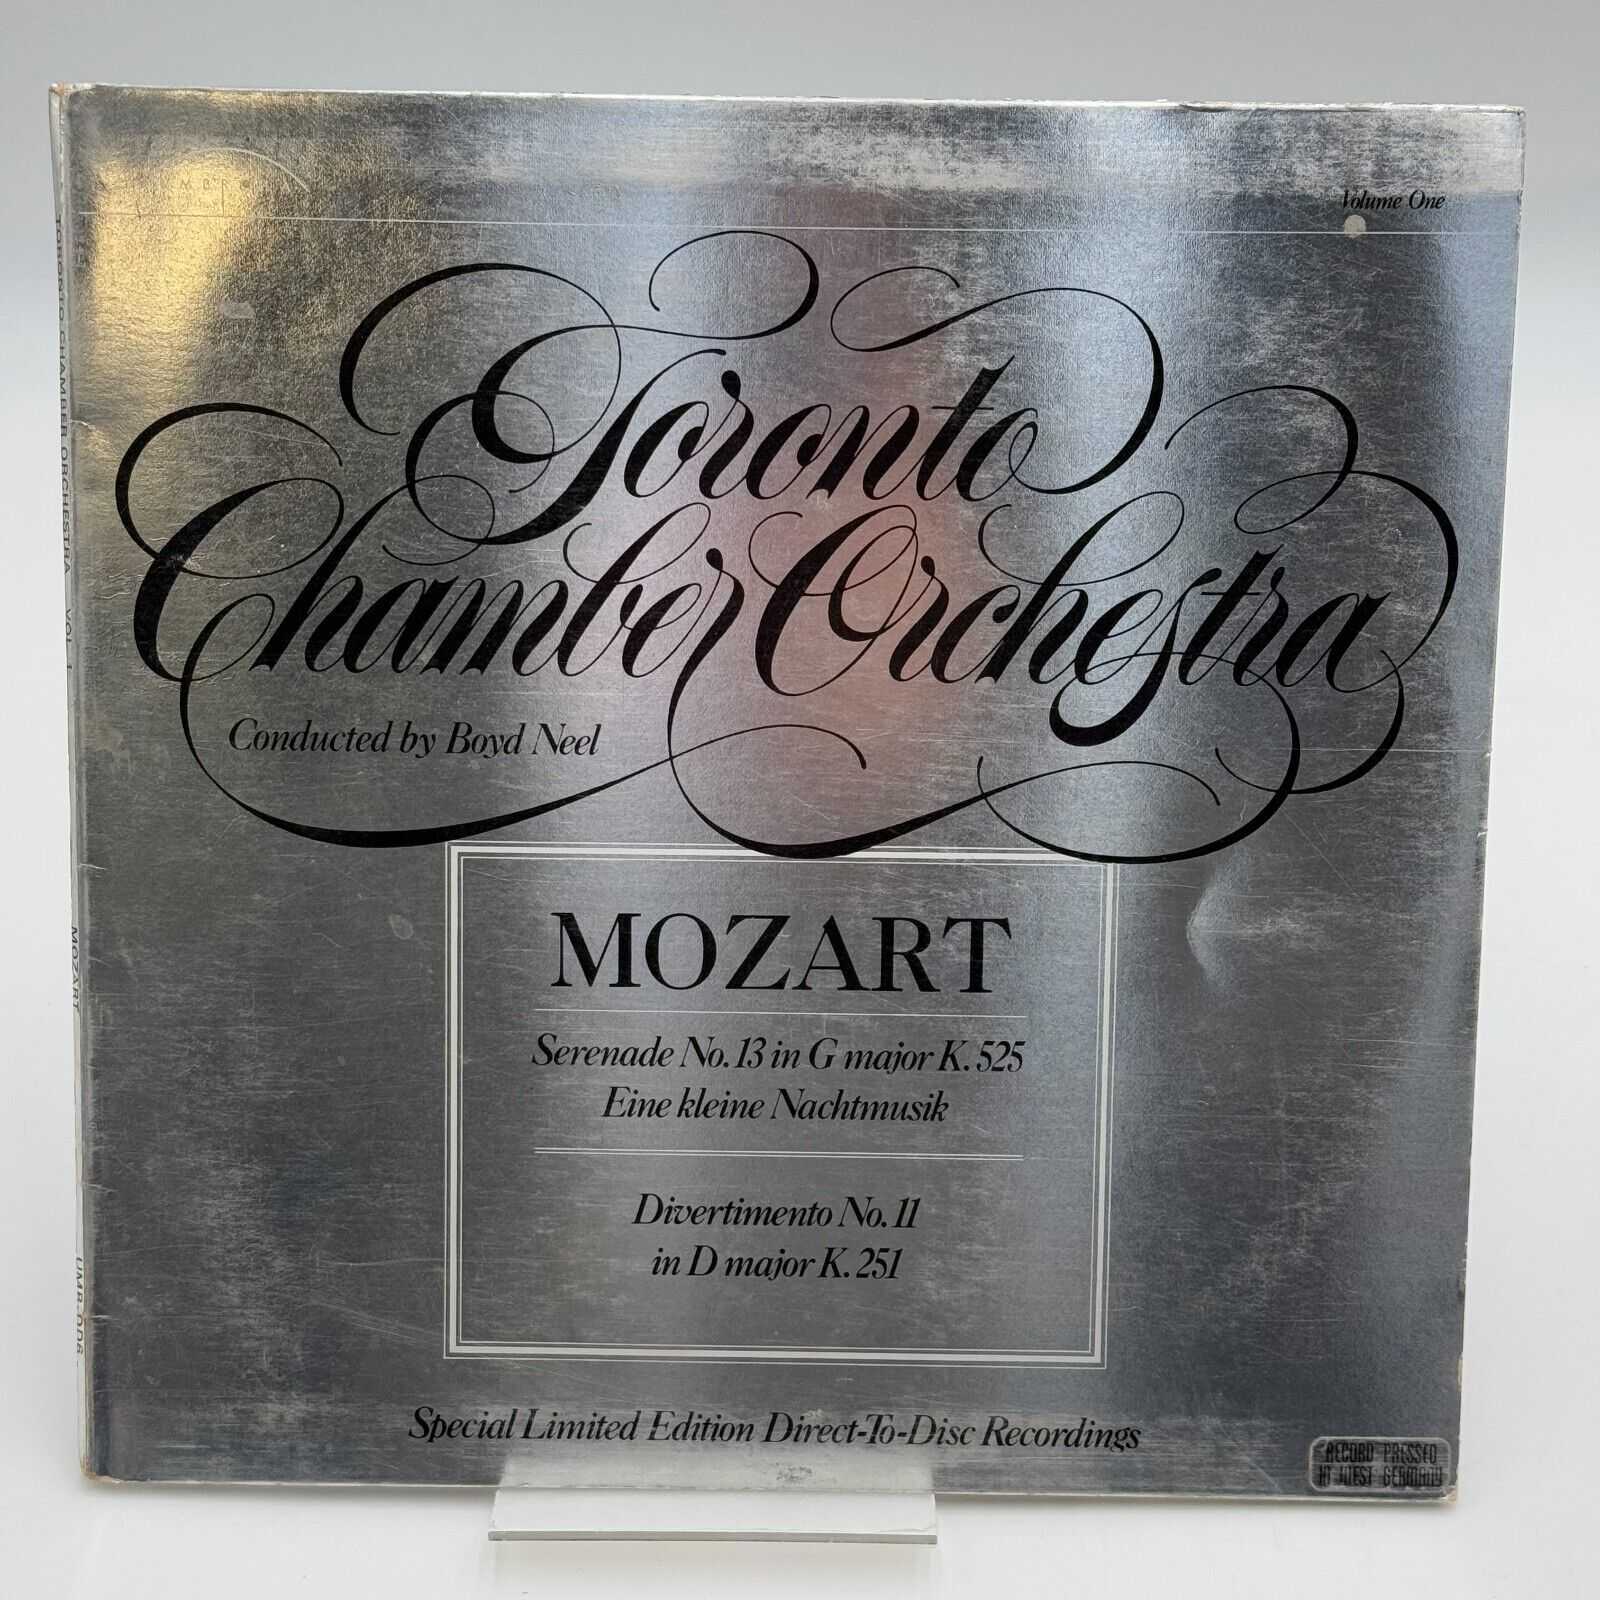 Volume One
Toronto
Chamber Orchestra
Conducted by Boyd Neel
MOZART
Serenade No. 13 in G major K. 525
Eine kleine Nachtmusik
Divertimento No. 11
in D major K. 251
Special Limited Edition Direct-To-Disc Recordings
RECORD PRESSED
IN WEST GERMANY
TORONTO CHAMBER ORCHESTRA VOL. I MOZART